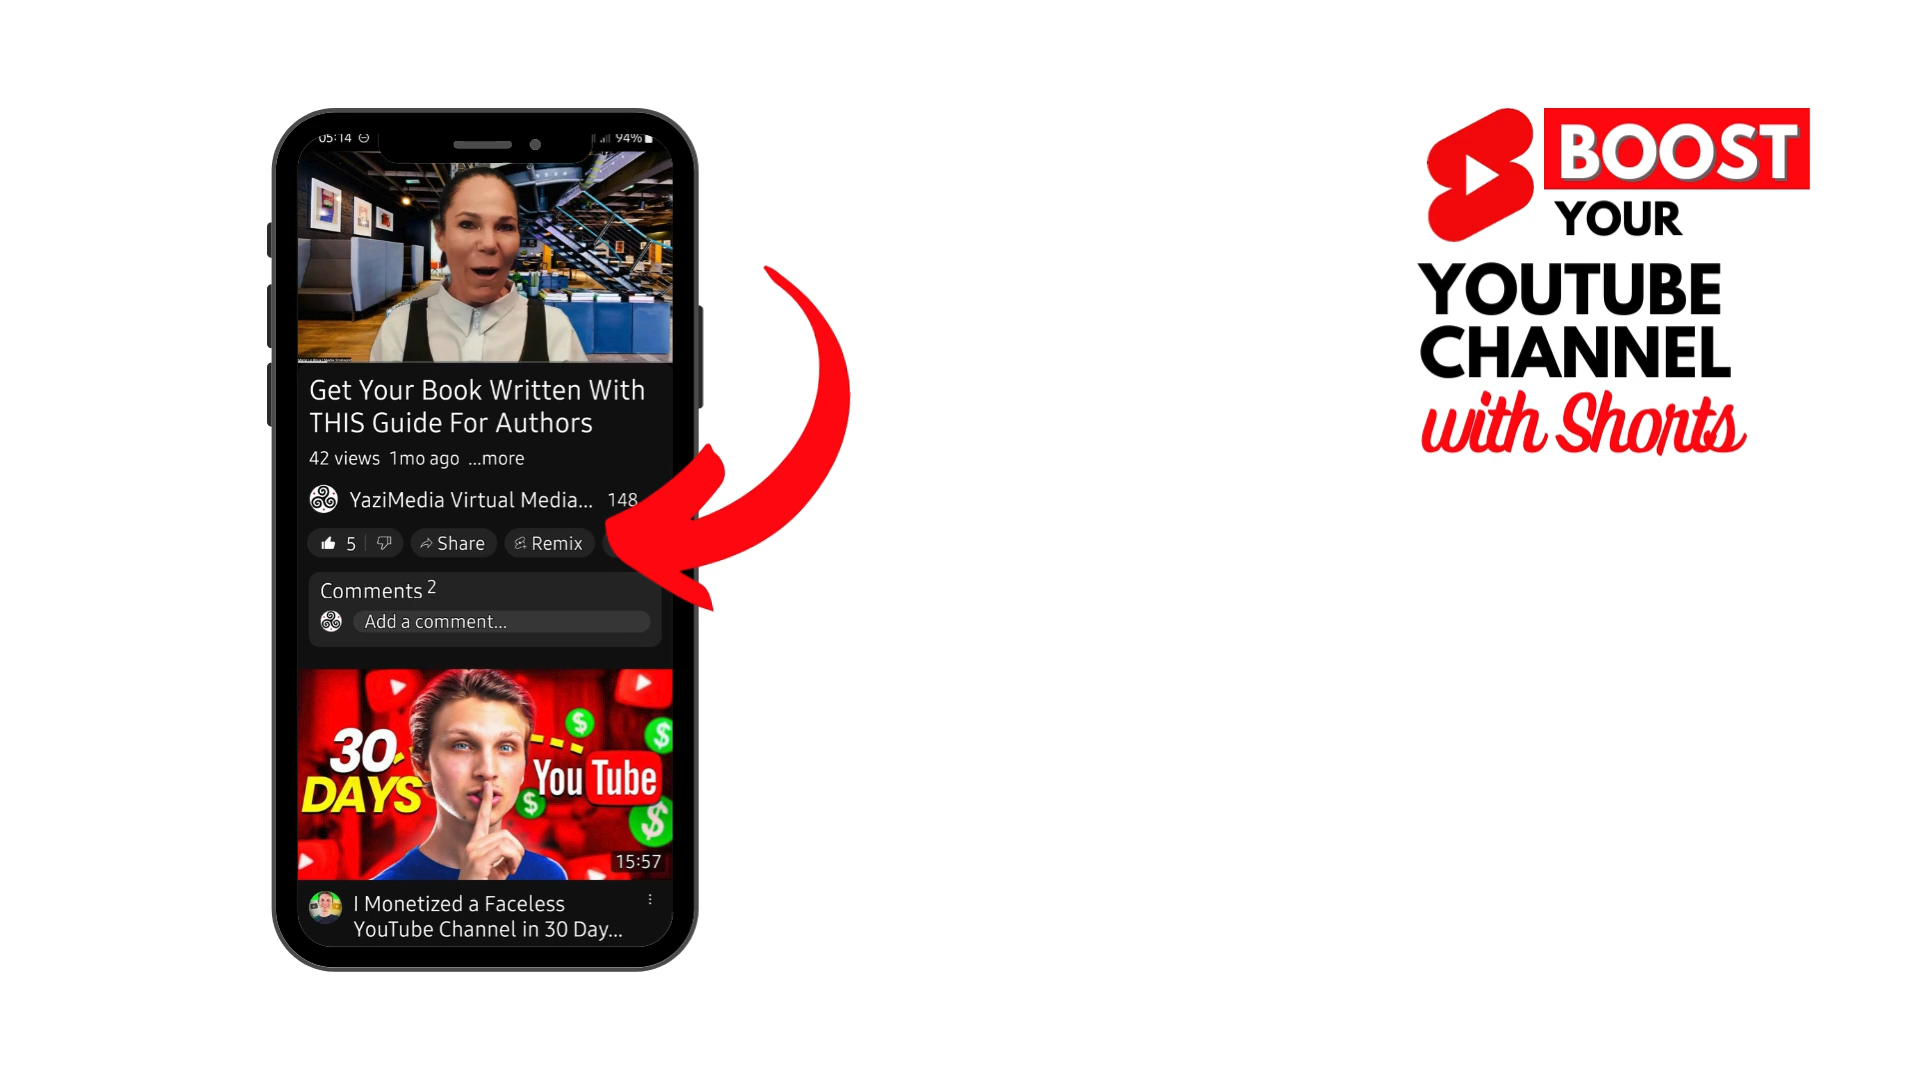 05:14
94%
Get Your Book Written With
THIS Guide For Authors
42 views 1mo ago ...more
YaziMedia Virtual Media... 148
5 Share Remix
Comments 2
Add a comment...
30
DAYS
You Tube
15:57
I Monetized a Faceless
YouTube Channel in 30 Day...
BOOST
YOUR
YOUTUBE
CHANNEL
with Shorts